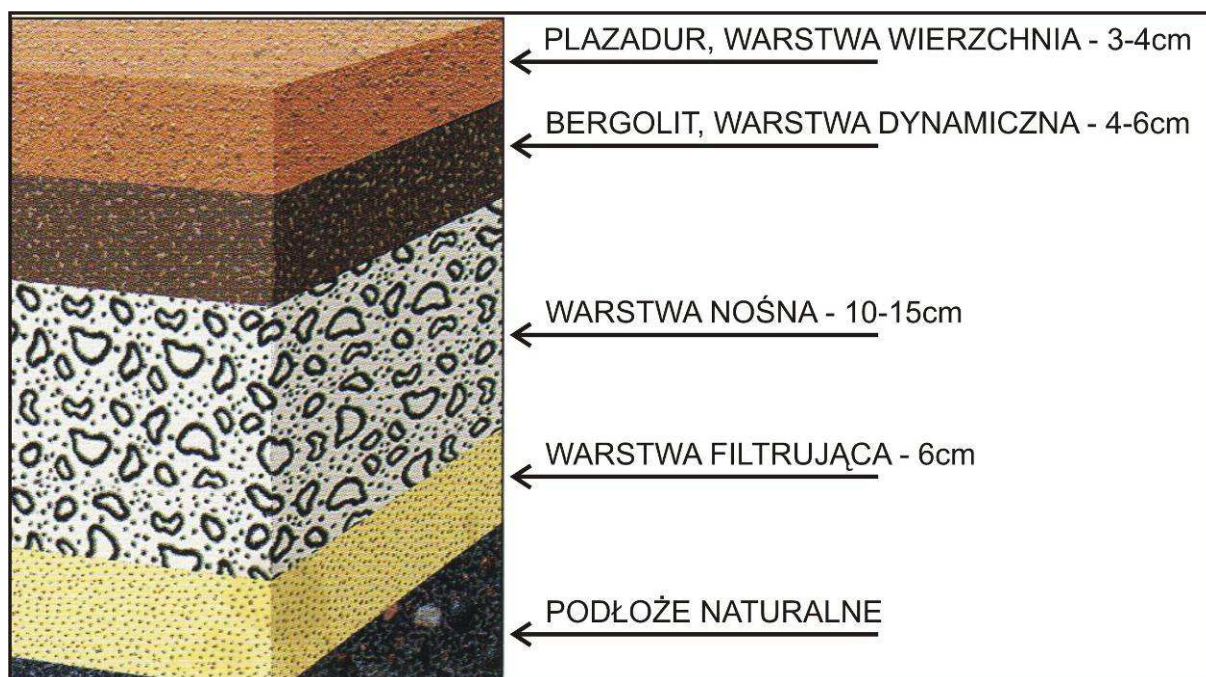 PLAZADUR, WARSTWA WIERZCHNIA - 3-4cm
BERGOLIT, WARSTWA DYNAMICZNA - 4-6cm
WARSTWA NOŚNA - 10-15cm
WARSTWA FILTRUJĄCA - 6cm
PODŁOŻE NATURALNE